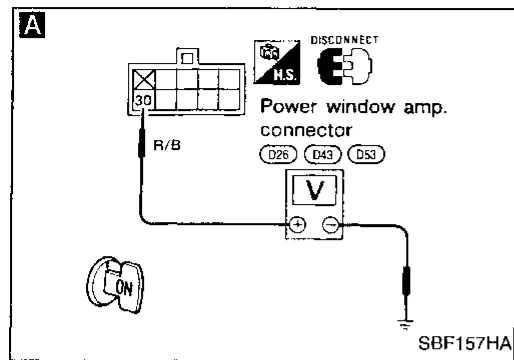 A
DISCONNECT
H.S.
30
Power window amp.
connector
R/B
D26 D43 D53
V
+ −
ON
SBF157HA